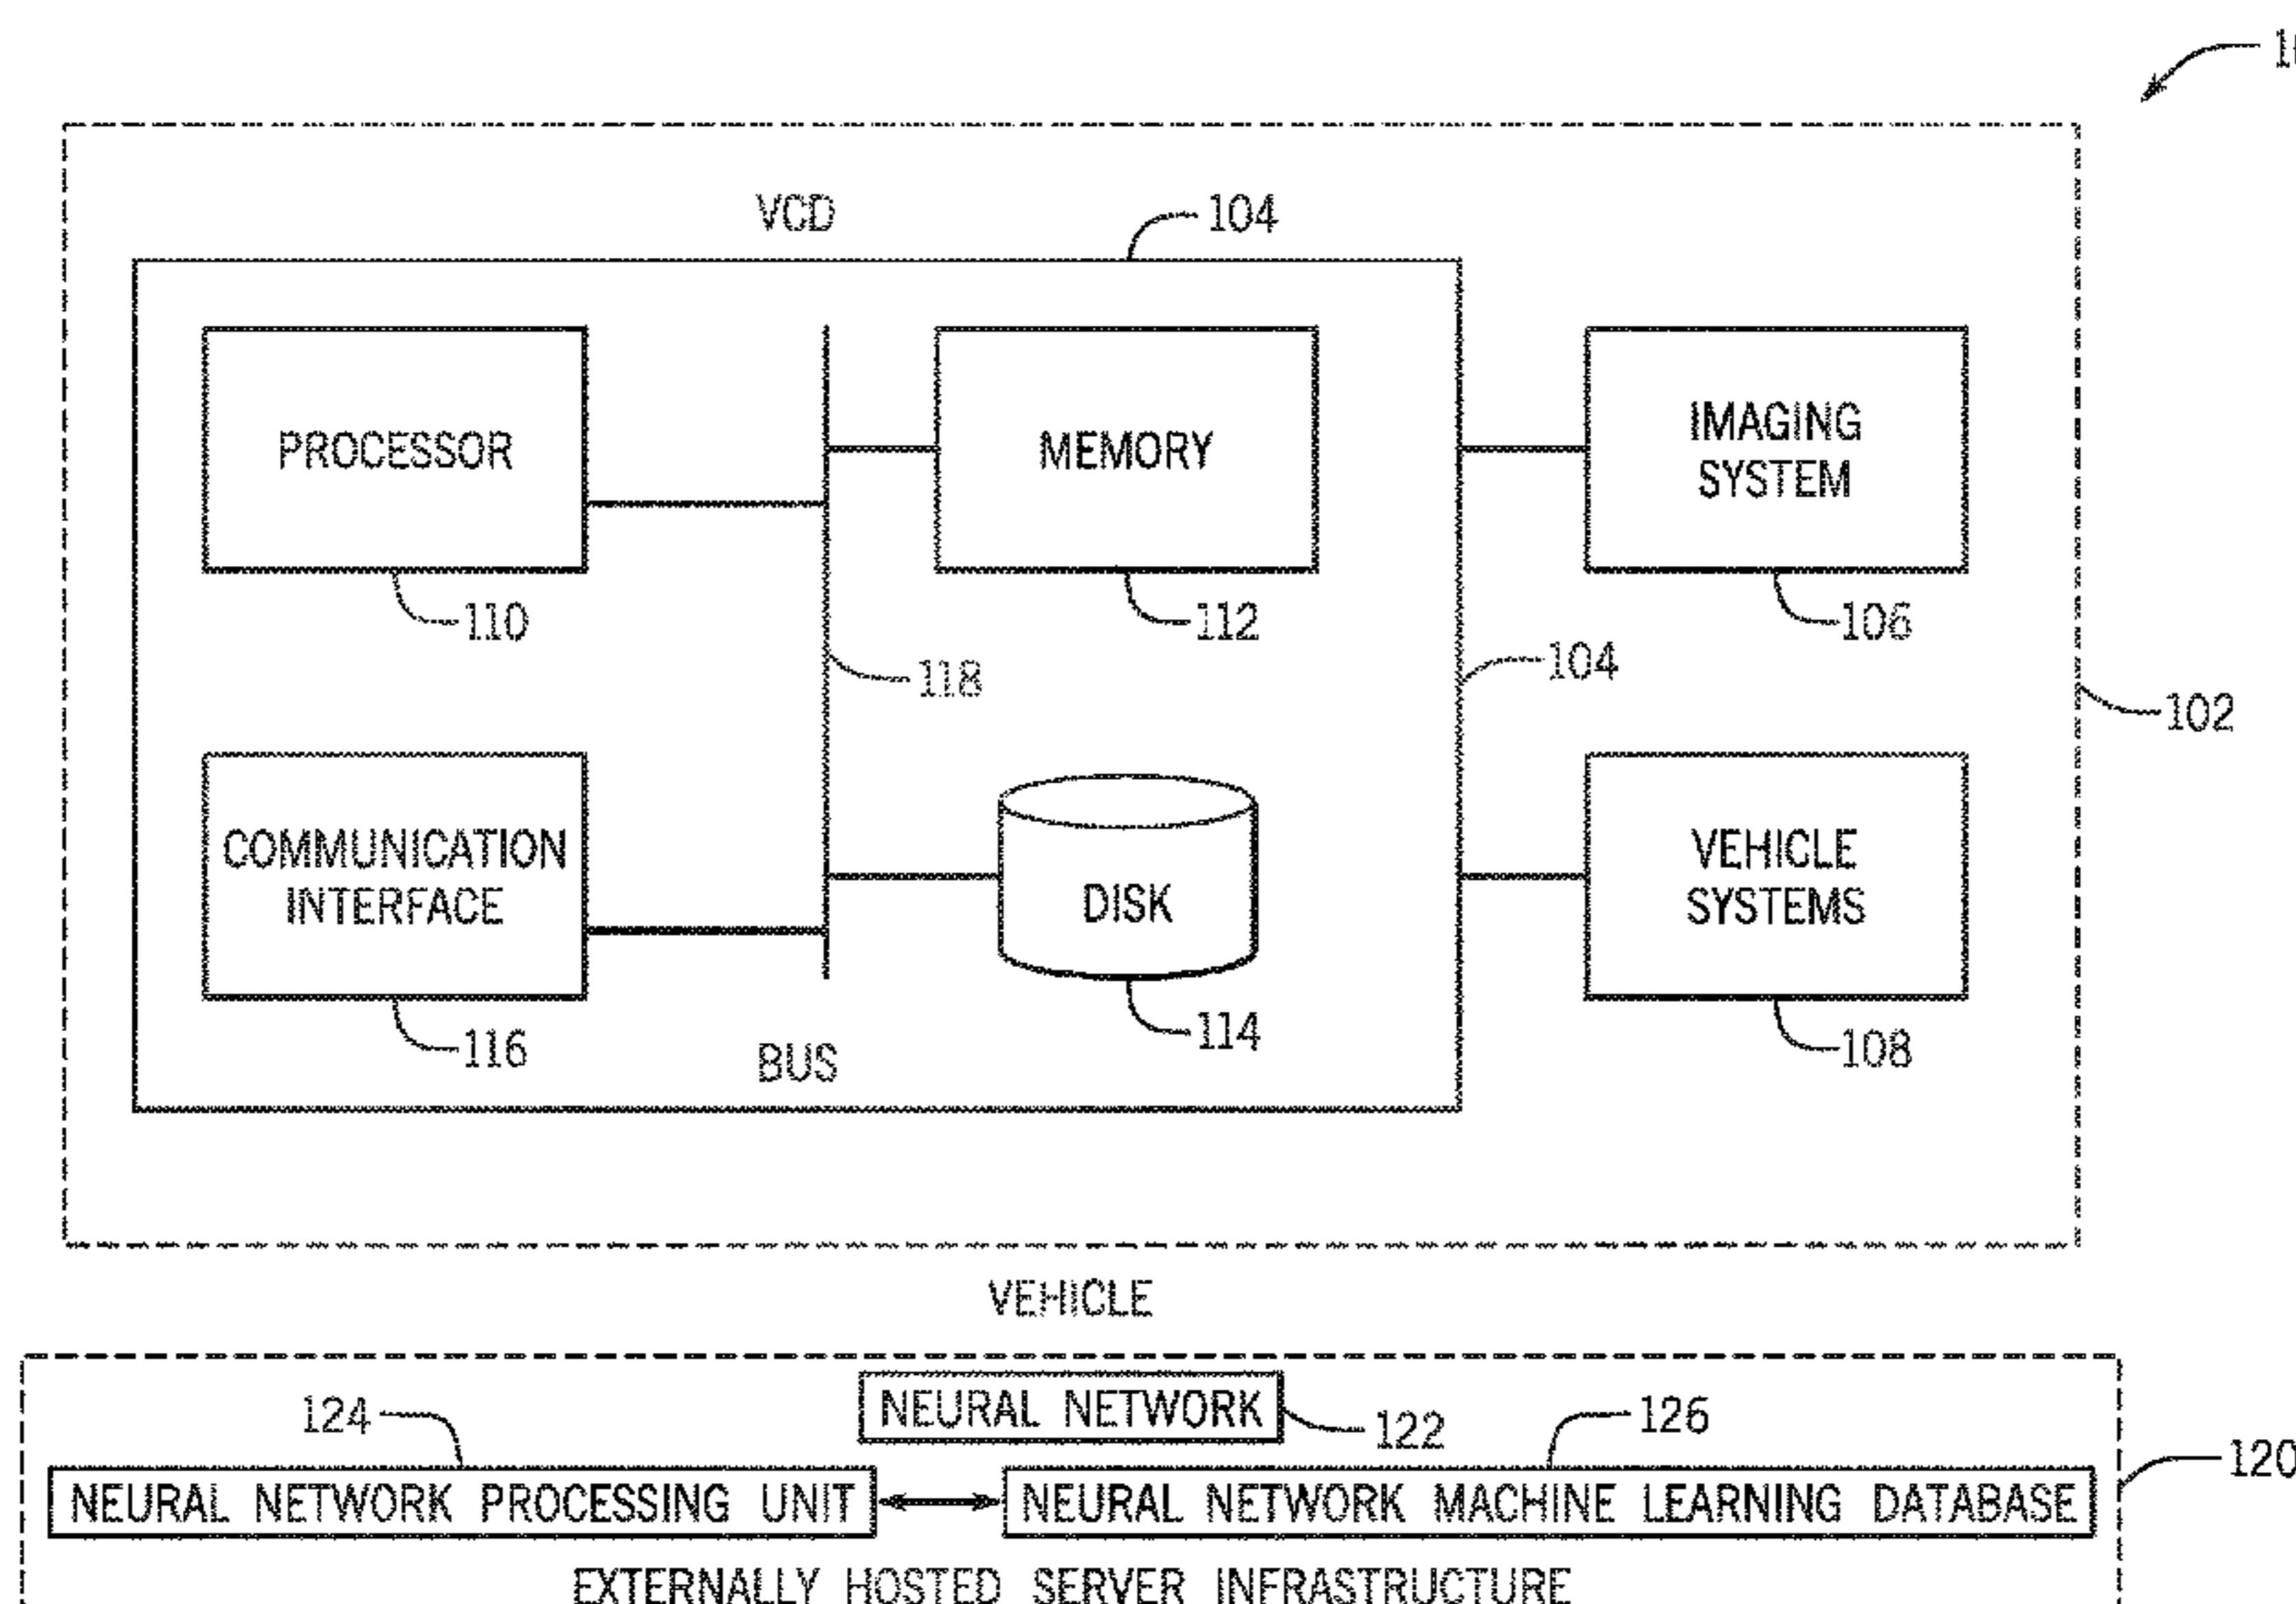 VCD
104
PROCESSOR
MEMORY
IMAGING
SYSTEM
110
112
106
118
104
102
COMMUNICATION
INTERFACE
DISK
VEHICLE
SYSTEMS
116
BUS
114
108
VEHICLE
NEURAL NETWORK
124
122
126
120
NEURAL NETWORK PROCESSING UNIT
NEURAL NETWORK MACHINE LEARNING DATABASE
EXTERNALLY HOSTED SERVER INFRASTRUCTURE